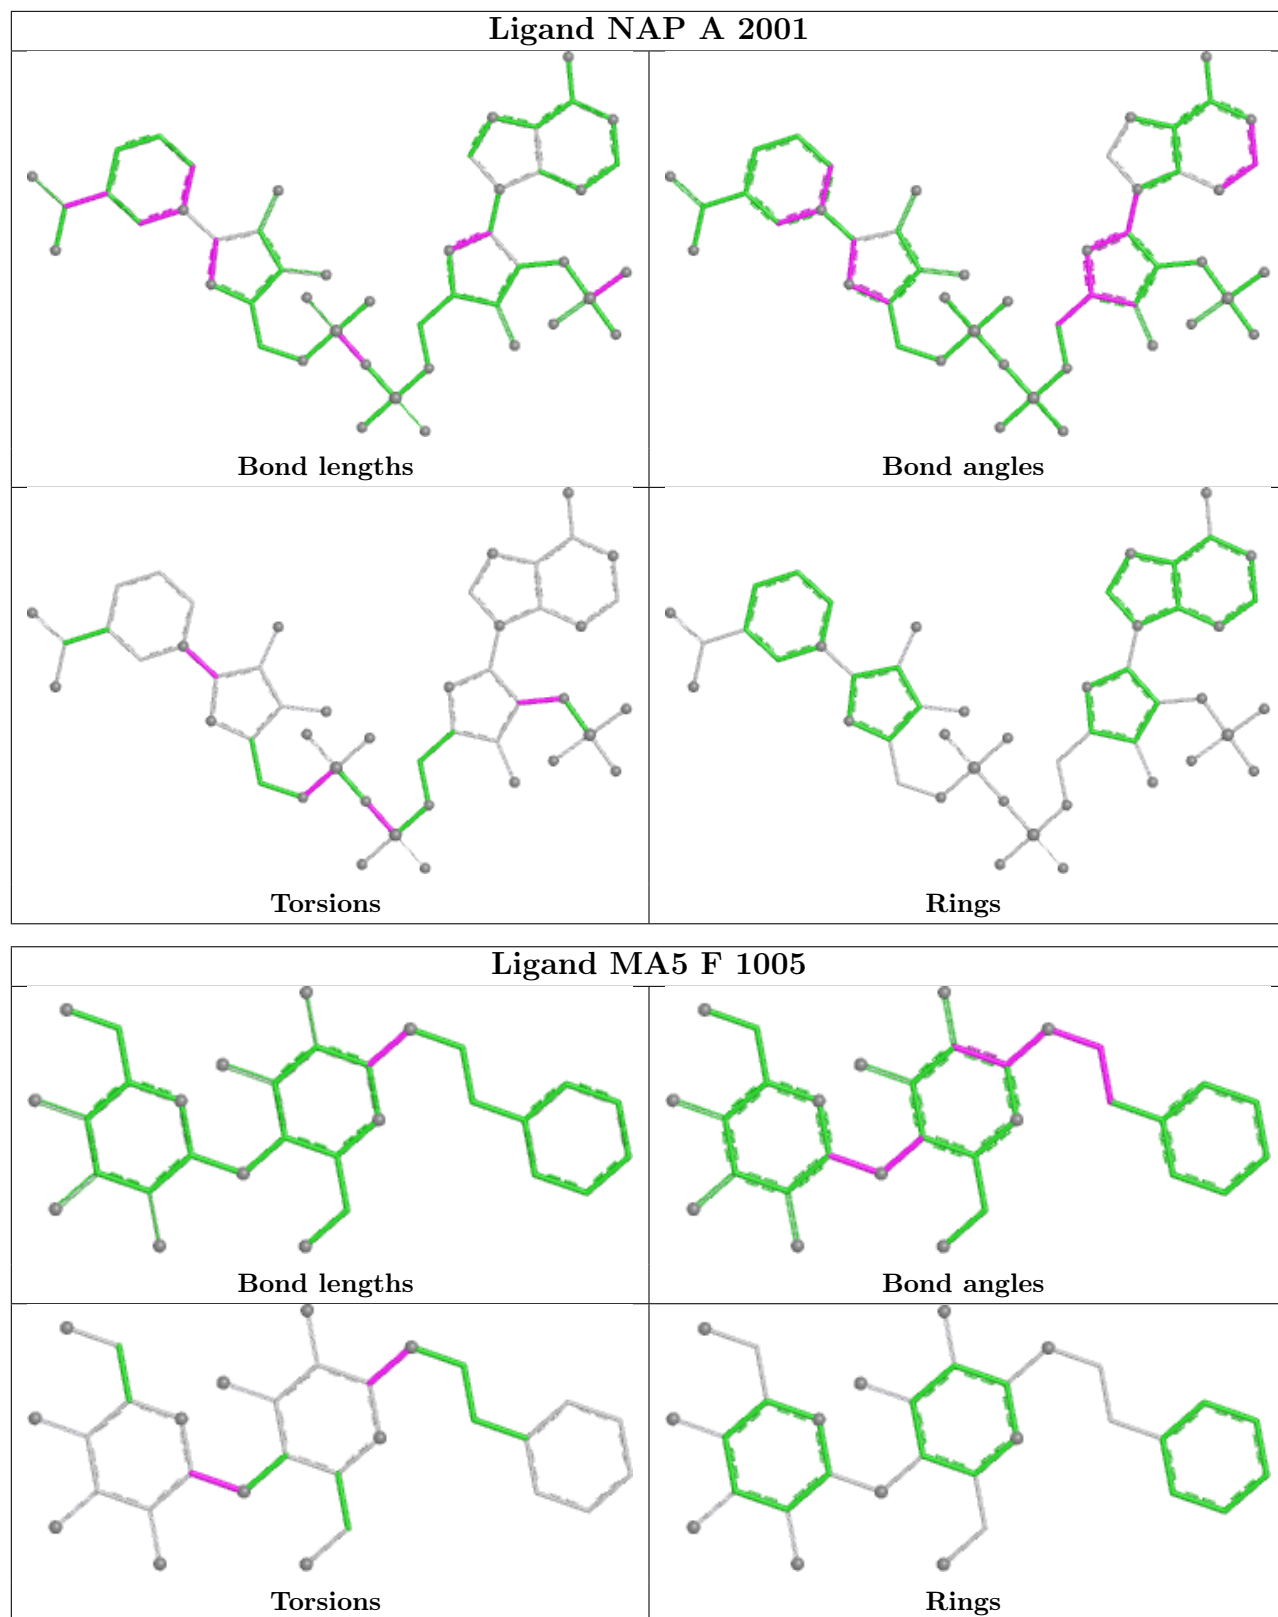 Ligand NAP A 2001
Bond lengths
Bond angles
Torsions
Rings
Ligand MA5 F 1005
Bond lengths
Bond angles
Torsions
Rings